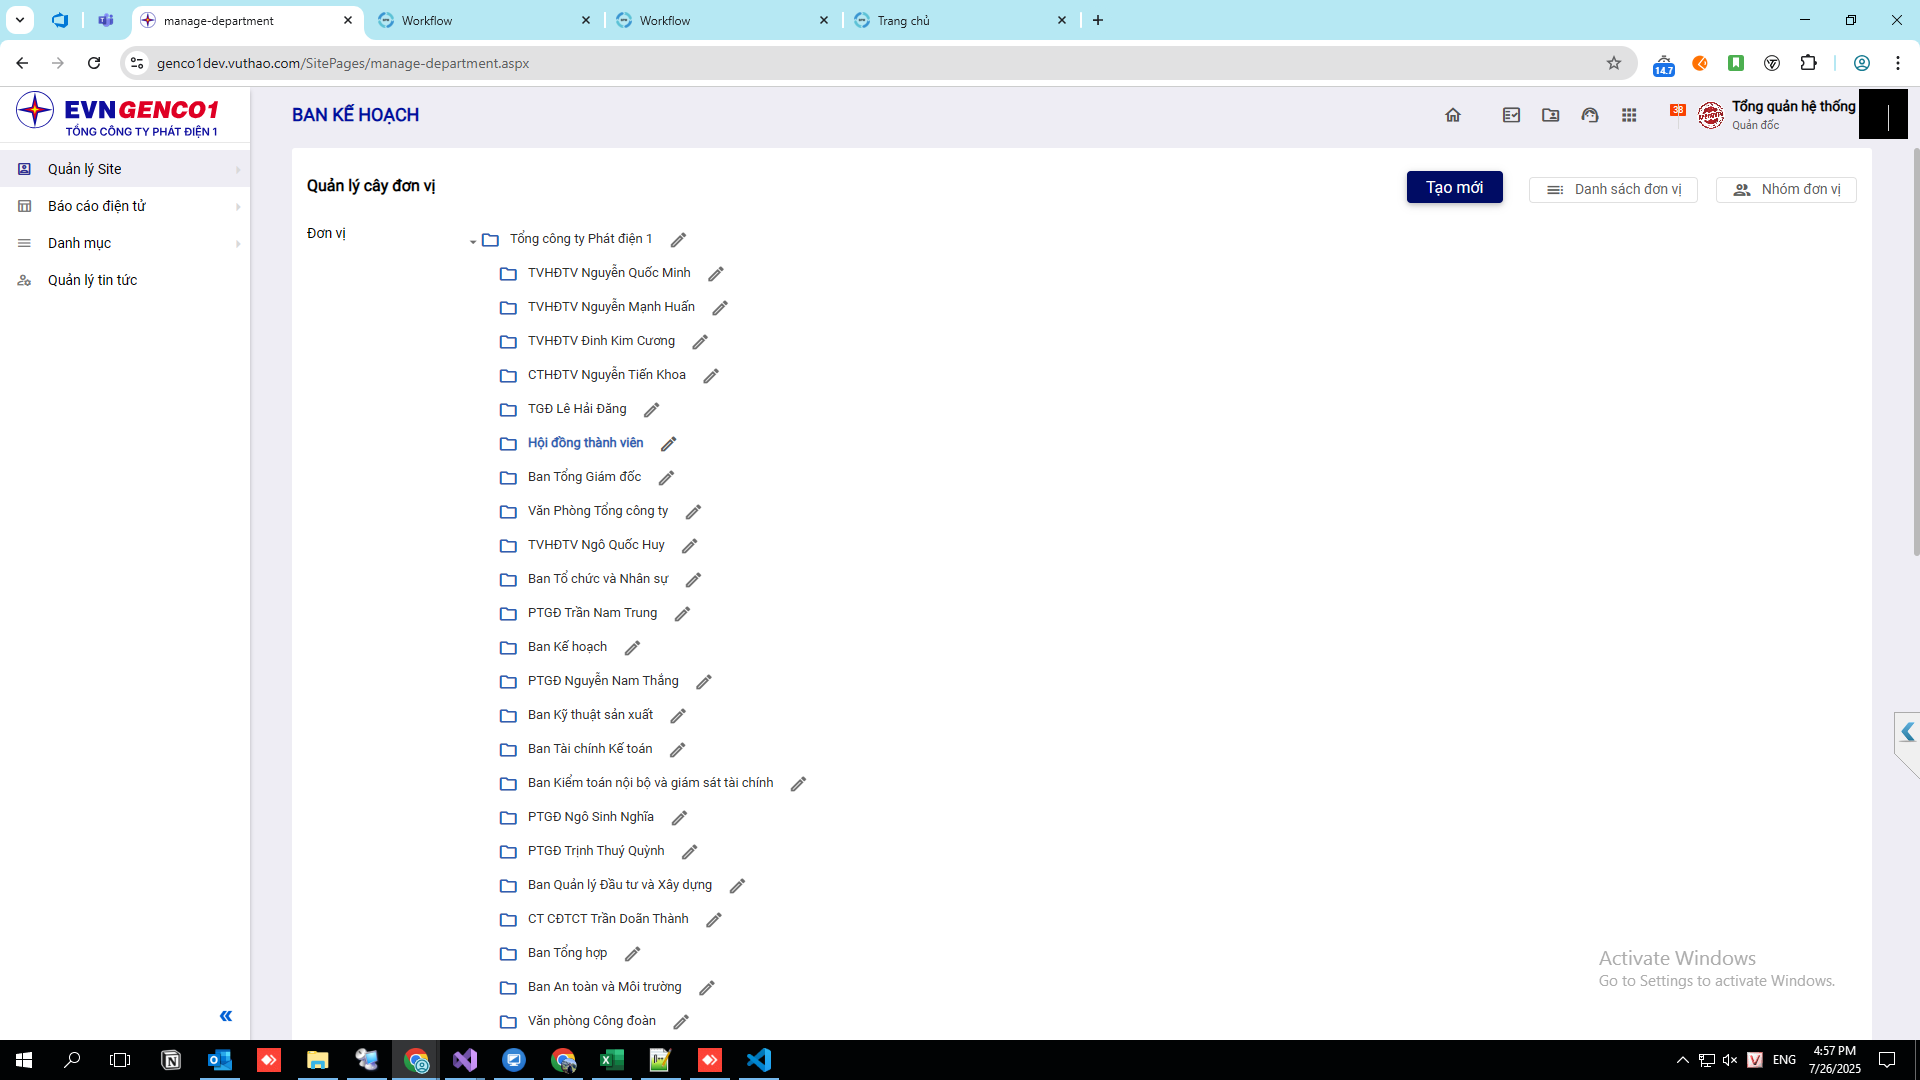 manage-department
Workflow
Workflow
Trang chủ
genco1dev.vuthao.com/SitePages/manage-department.aspx
14.7
EVNGENCO1
TỔNG CÔNG TY PHÁT ĐIỆN 1
BAN KẾ HOẠCH
38
Tổng quản hệ thống
Quản đốc
Quản lý Site
Báo cáo điện tử
Danh mục
Quản lý tin tức
Quản lý cây đơn vị
Tạo mới
Danh sách đơn vị
Nhóm đơn vị
Đơn vị
Tổng công ty Phát điện 1
TVHĐTV Nguyễn Quốc Minh
TVHĐTV Nguyễn Mạnh Huấn
TVHĐTV Đinh Kim Cương
CTHĐTV Nguyễn Tiến Khoa
TGĐ Lê Hải Đăng
Hội đồng thành viên
Ban Tổng Giám đốc
Văn Phòng Tổng công ty
TVHĐTV Ngô Quốc Huy
Ban Tổ chức và Nhân sự
PTGĐ Trần Nam Trung
Ban Kế hoạch
PTGĐ Nguyễn Nam Thắng
Ban Kỹ thuật sản xuất
Ban Tài chính Kế toán
Ban Kiểm toán nội bộ và giám sát tài chính
PTGĐ Ngô Sinh Nghĩa
PTGĐ Trịnh Thuý Quỳnh
Ban Quản lý Đầu tư và Xây dựng
CT CĐTCT Trần Doãn Thành
Ban Tổng hợp
Ban An toàn và Môi trường
Văn phòng Công đoàn
Activate Windows
Go to Settings to activate Windows.
ENG
4:57 PM
7/26/2025